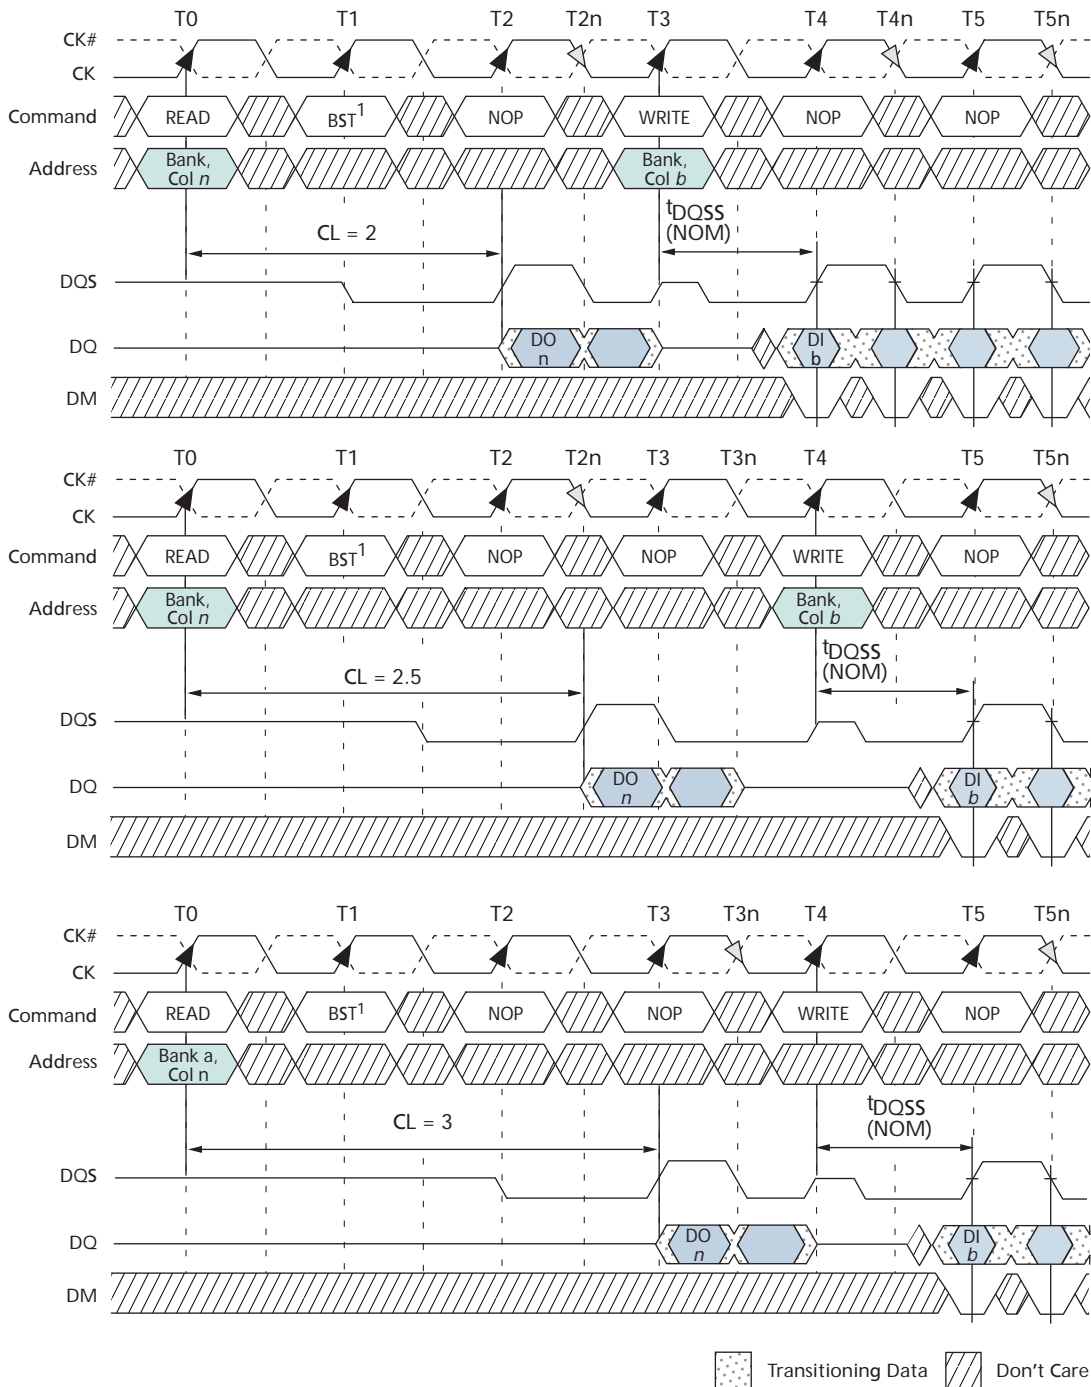 T0 T1 T2 T2n T3 T4 T4n T5 T5n
CK#
CK
Command READ BST1 NOP WRITE NOP NOP
Address Bank, Col n Bank, Col b
CL = 2 tDQSS (NOM)
DQS
DQ DO n DI b
DM
T0 T1 T2 T2n T3 T3n T4 T5 T5n
CK#
CK
Command READ BST1 NOP NOP WRITE NOP
Address Bank, Col n Bank, Col b
CL = 2.5 tDQSS (NOM)
DQS
DQ DO n DI b
DM
T0 T1 T2 T3 T3n T4 T5 T5n
CK#
CK
Command READ BST1 NOP NOP WRITE NOP
Address Bank a, Col n
CL = 3 tDQSS (NOM)
DQS
DQ DO n DI b
DM
Transitioning Data Don't Care